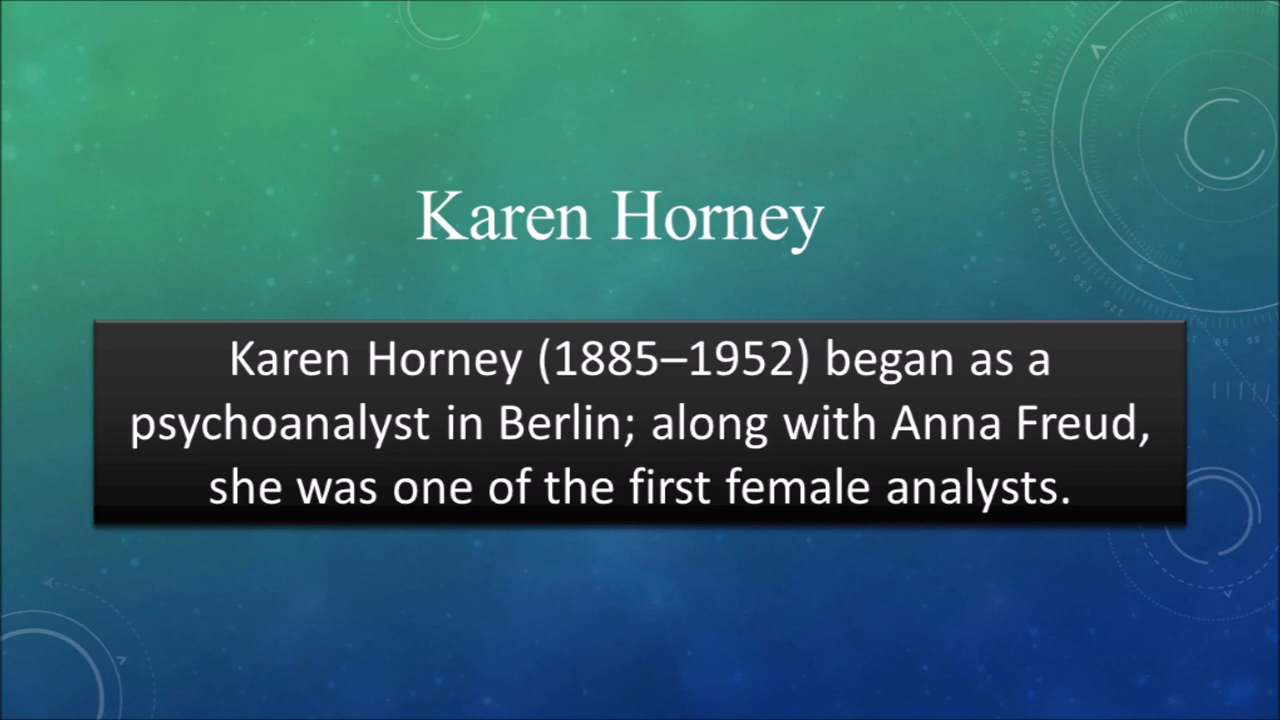 Karen Horney
Karen Horney (1885–1952) began as a
psychoanalyst in Berlin; along with Anna Freud,
she was one of the first female analysts.